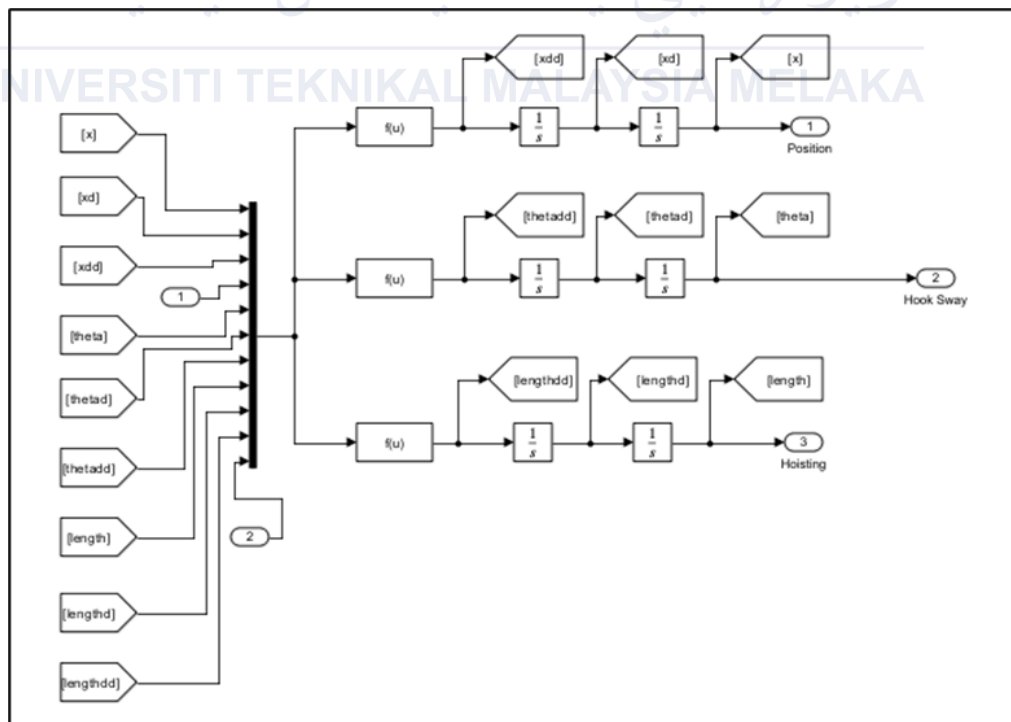 UNIVERSITI TEKNIKAL MALAYSIA MELAKA
[xdd]
[xd]
[x]
f(u)
1/s
1/s
1
Position
[thetadd]
[thetad]
[theta]
f(u)
1/s
1/s
2
Hook Sway
[lengthdd]
[lengthd]
[length]
f(u)
1/s
1/s
3
Hoisting
[x]
[xd]
[xdd]
1
[theta]
[thetad]
[thetadd]
[length]
2
[lengthd]
[lengthdd]